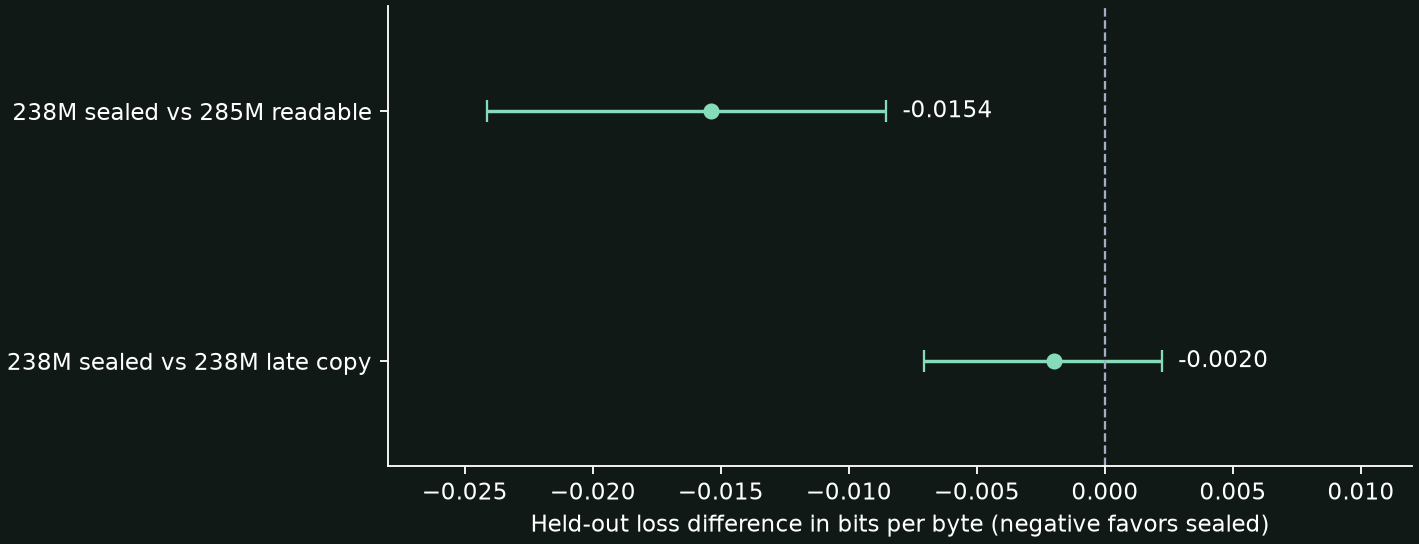 238M sealed vs 285M readable
-0.0154
238M sealed vs 238M late copy
-0.0020
−0.025 −0.020 −0.015 −0.010 −0.005 0.000 0.005 0.010
Held-out loss difference in bits per byte (negative favors sealed)